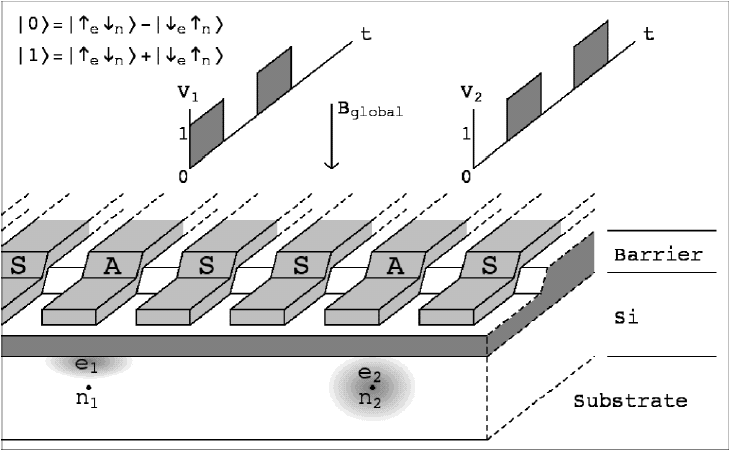 |0⟩=|↑e↓n⟩−|↓e↑n⟩
|1⟩=|↑e↓n⟩+|↓e↑n⟩
V1
1
0
t
Bglobal
V2
1
0
t
S A S S A S
Barrier
Si
e1
n1
e2
n2
Substrate